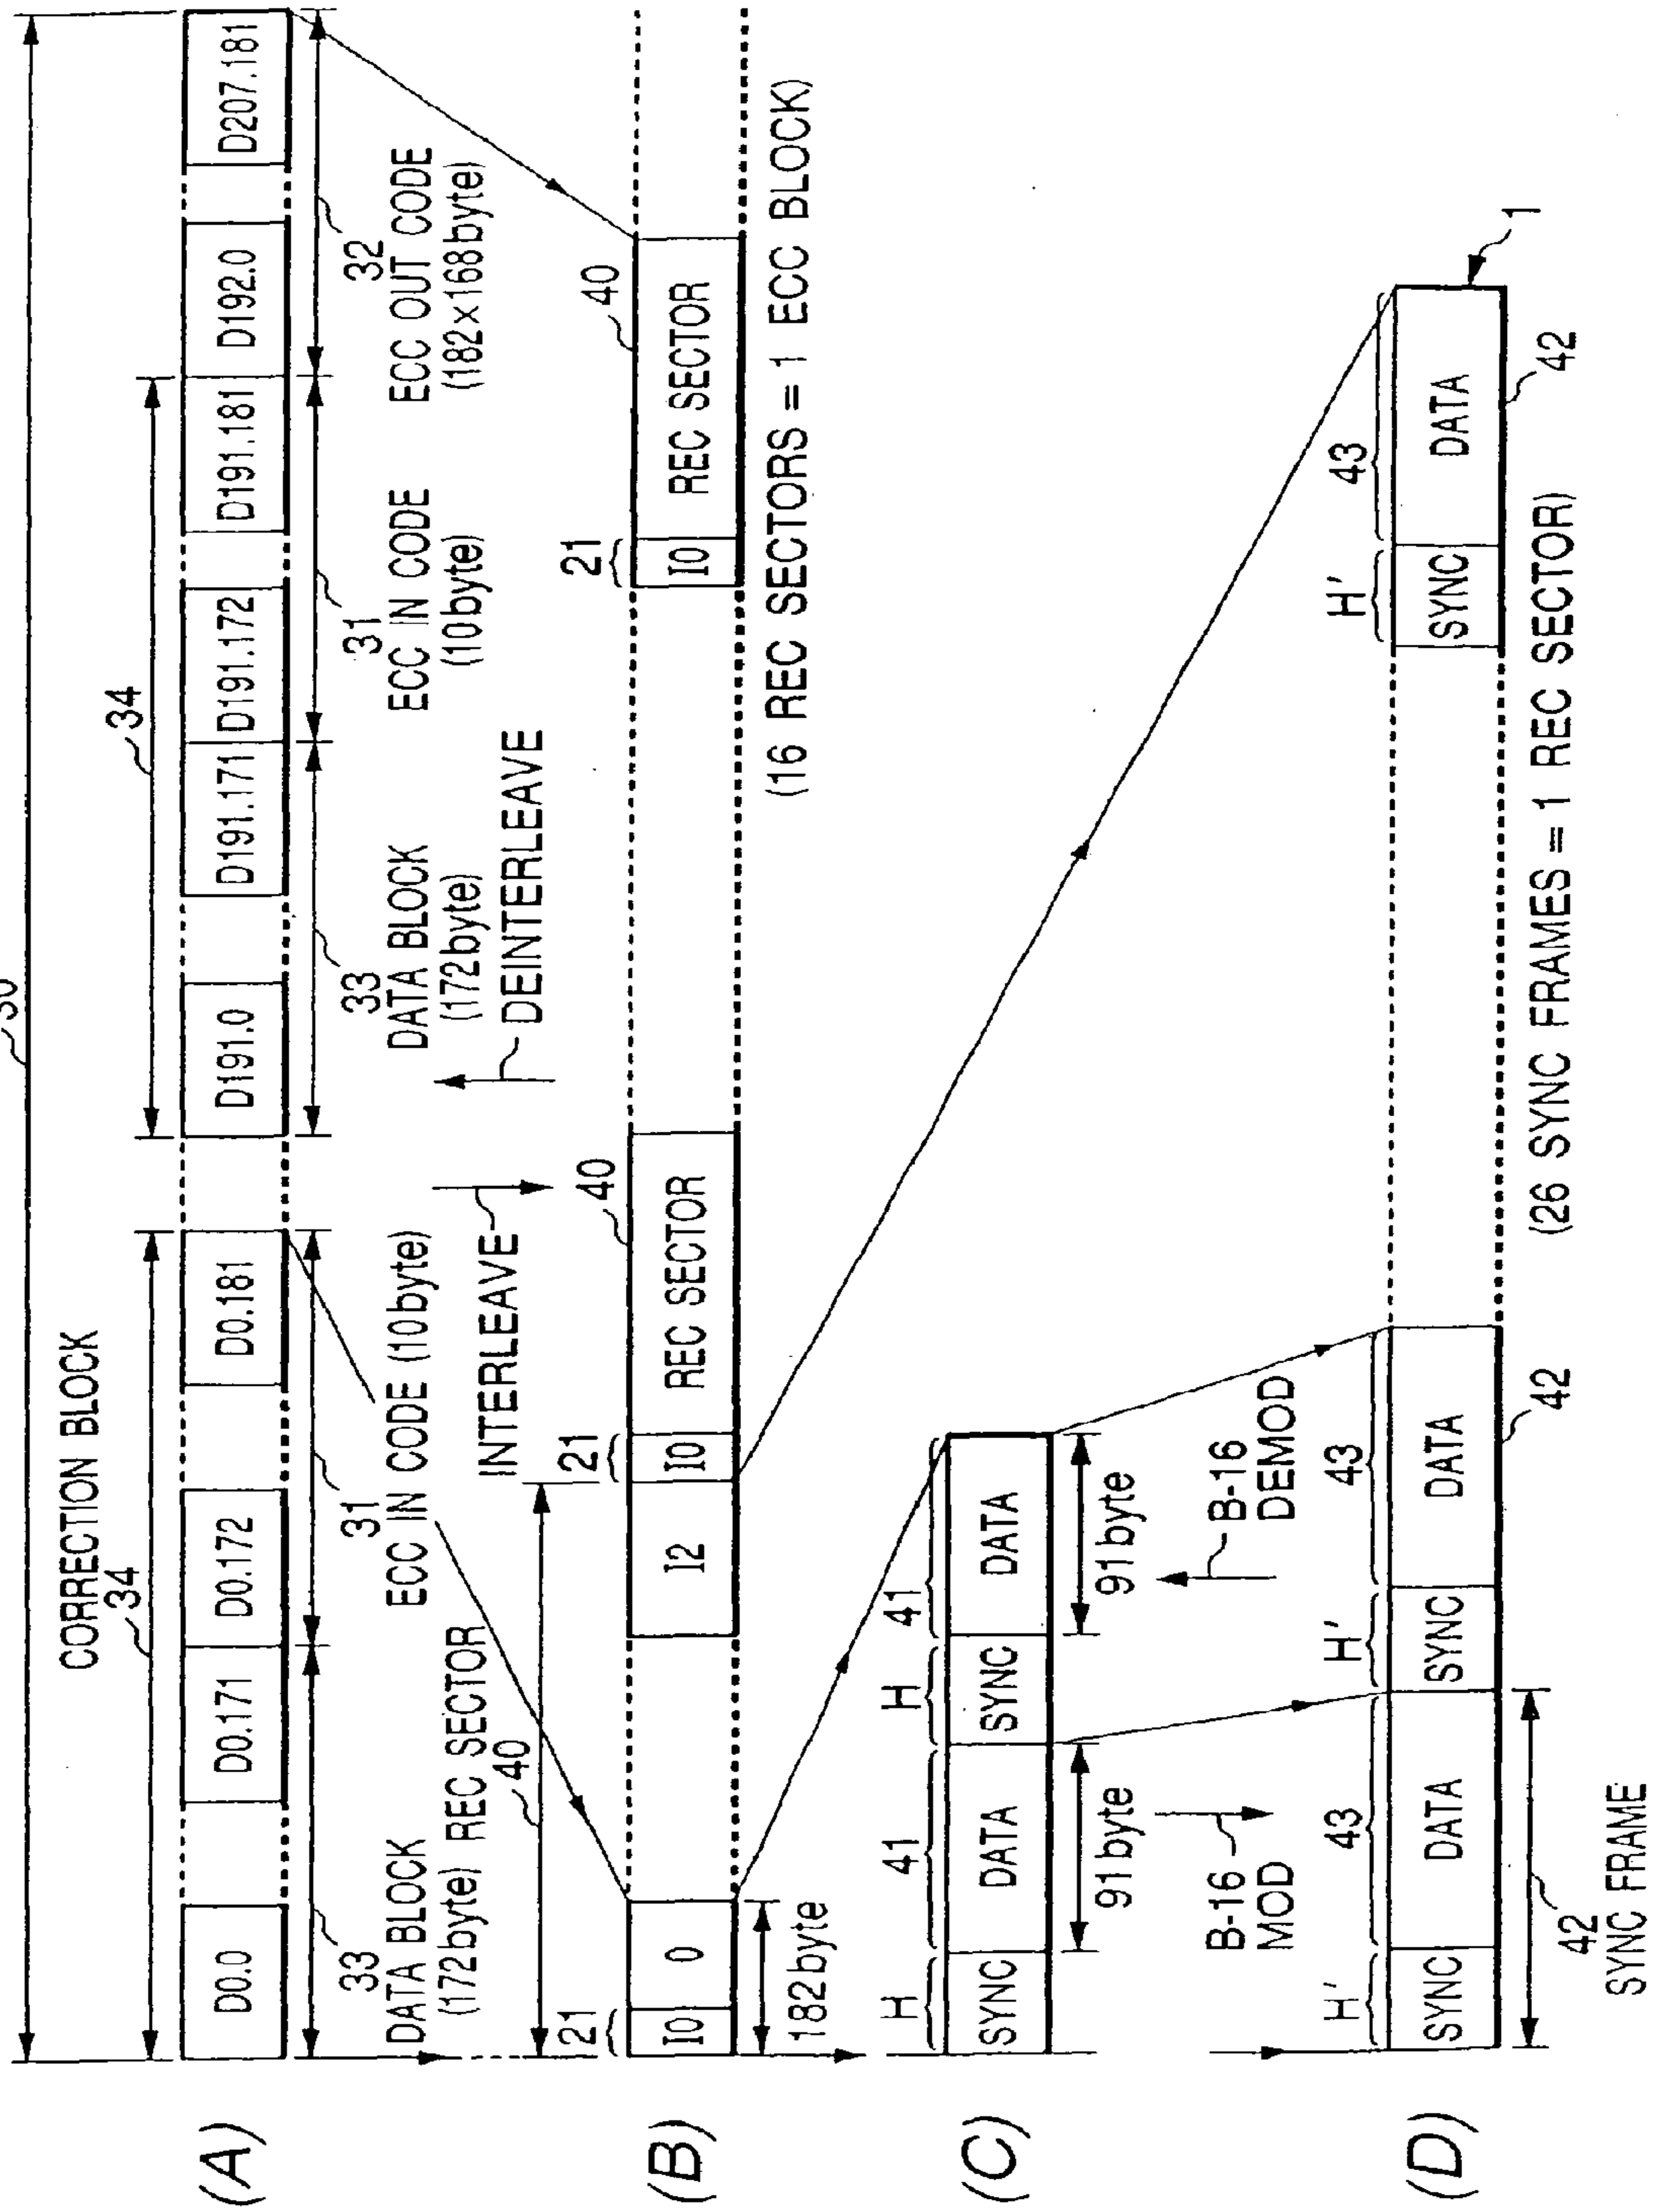 30
CORRECTION BLOCK
34
34
(A)
D0.0
D0.171
D0.172
D0.181
D191.0
D191.171
D191.172
D191.181
D192.0
D207.181
33
DATA BLOCK
(172byte)
31
ECC IN CODE (10byte)
33
DATA BLOCK
(172byte)
31
ECC IN CODE
(10byte)
32
ECC OUT CODE
(182×168byte)
REC SECTOR
40
INTERLEAVE
DEINTERLEAVE
21
21
40
21
40
(B)
I0
0
I2
I0
REC SECTOR
I0
REC SECTOR
182byte
(16 REC SECTORS = 1 ECC BLOCK)
H
41
H
41
(C)
SYNC
DATA
SYNC
DATA
91byte
91byte
B-16
MOD
B-16
DEMOD
H'
43
H'
43
H'
43
1
(D)
SYNC
DATA
SYNC
DATA
SYNC
DATA
42
SYNC FRAME
42
42
(26 SYNC FRAMES = 1 REC SECTOR)